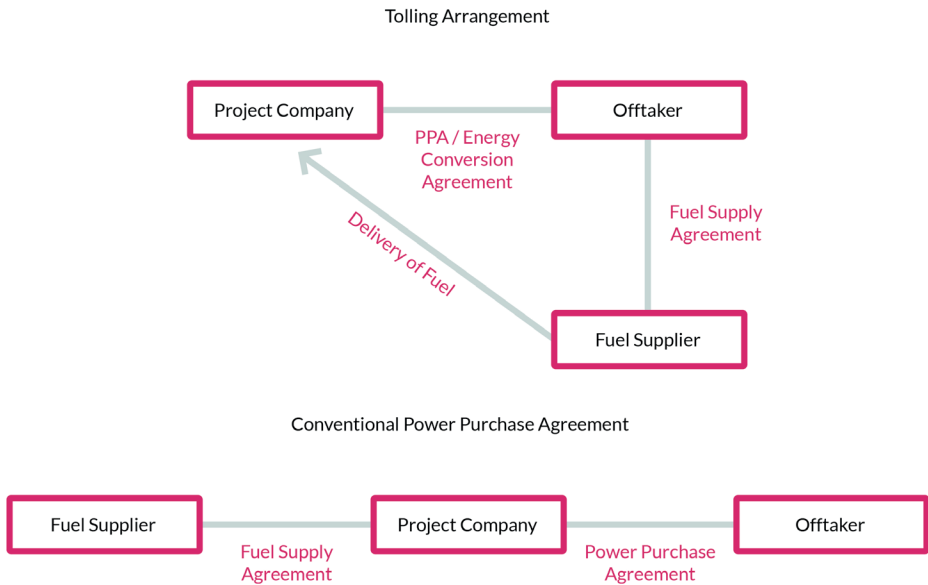 Tolling Arrangement
Project Company
Offtaker
PPA / Energy
Conversion
Agreement
Fuel Supply
Agreement
Delivery of Fuel
Fuel Supplier
Conventional Power Purchase Agreement
Fuel Supplier
Project Company
Offtaker
Fuel Supply
Agreement
Power Purchase
Agreement